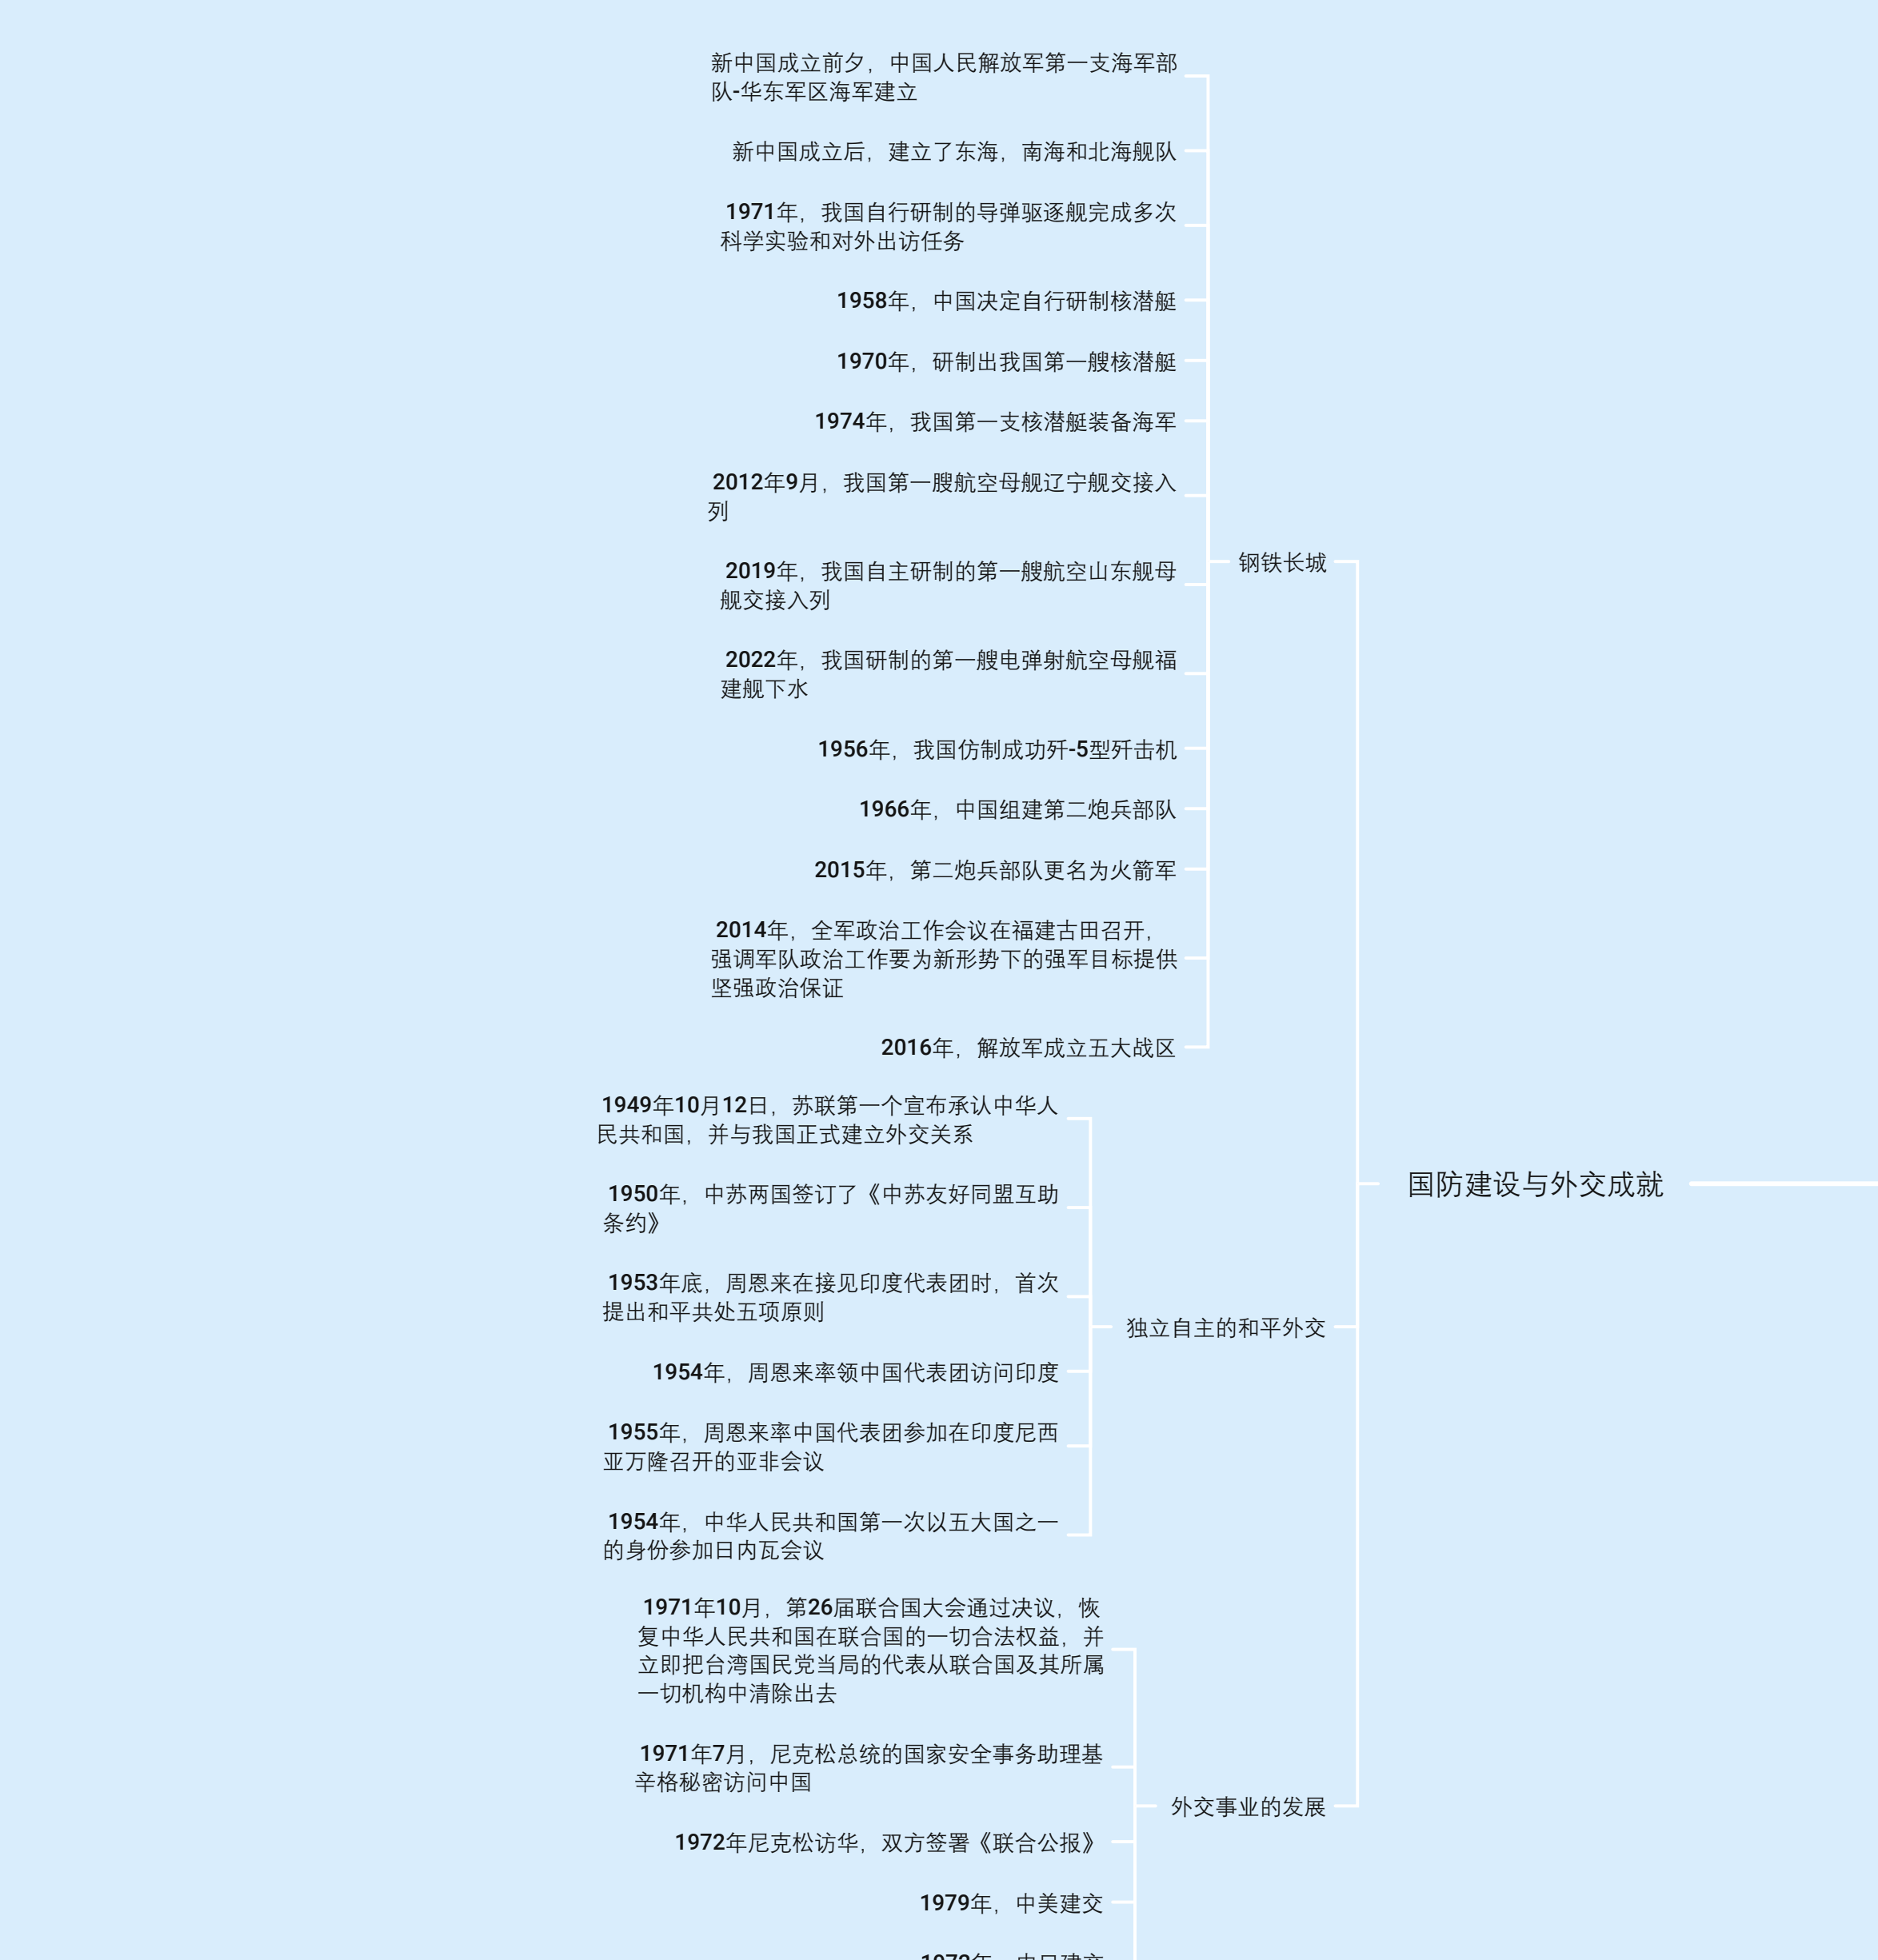 新中国成立前夕，中国人民解放军第一支海军部
队-华东军区海军建立
新中国成立后，建立了东海，南海和北海舰队
1971年，我国自行研制的导弹驱逐舰完成多次
科学实验和对外出访任务
1958年，中国决定自行研制核潜艇
1970年，研制出我国第一艘核潜艇
1974年，我国第一支核潜艇装备海军
2012年9月，我国第一艘航空母舰辽宁舰交接入
列
2019年，我国自主研制的第一艘航空山东舰母
舰交接入列
2022年，我国研制的第一艘电弹射航空母舰福
建舰下水
1956年，我国仿制成功歼-5型歼击机
1966年，中国组建第二炮兵部队
2015年，第二炮兵部队更名为火箭军
2014年，全军政治工作会议在福建古田召开，
强调军队政治工作要为新形势下的强军目标提供
坚强政治保证
2016年，解放军成立五大战区
钢铁长城
1949年10月12日，苏联第一个宣布承认中华人
民共和国，并与我国正式建立外交关系
1950年，中苏两国签订了《中苏友好同盟互助
条约》
1953年底，周恩来在接见印度代表团时，首次
提出和平共处五项原则
1954年，周恩来率领中国代表团访问印度
1955年，周恩来率中国代表团参加在印度尼西
亚万隆召开的亚非会议
1954年，中华人民共和国第一次以五大国之一
的身份参加日内瓦会议
独立自主的和平外交
国防建设与外交成就
1971年10月，第26届联合国大会通过决议，恢
复中华人民共和国在联合国的一切合法权益，并
立即把台湾国民党当局的代表从联合国及其所属
一切机构中清除出去
1971年7月，尼克松总统的国家安全事务助理基
辛格秘密访问中国
1972年尼克松访华，双方签署《联合公报》
1979年，中美建交
外交事业的发展